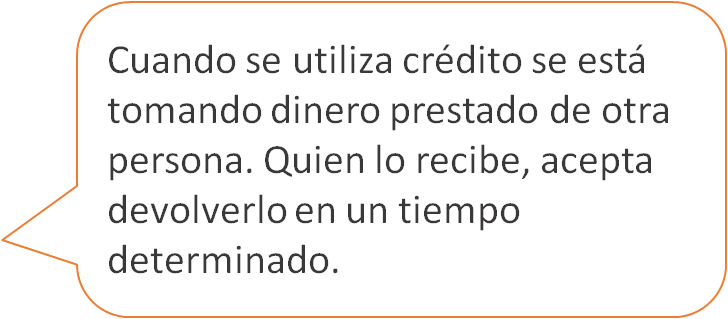 Cuando se utiliza crédito se está
tomando dinero prestado de otra
persona. Quien lo recibe, acepta
devolverlo en un tiempo
determinado.